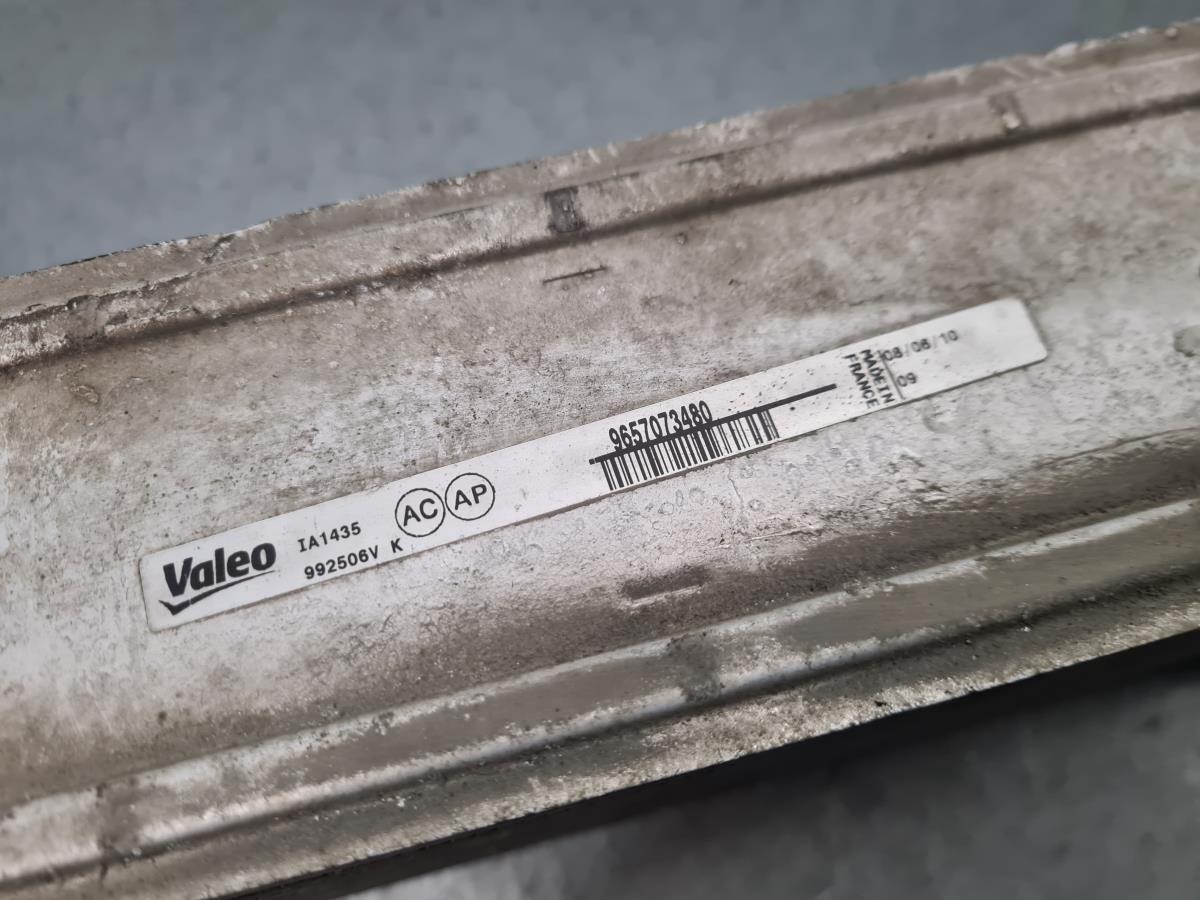 Valeo
IA1435
992506V K
AC AP
9657073480
MADE IN
FRANCE
08/06/10
09